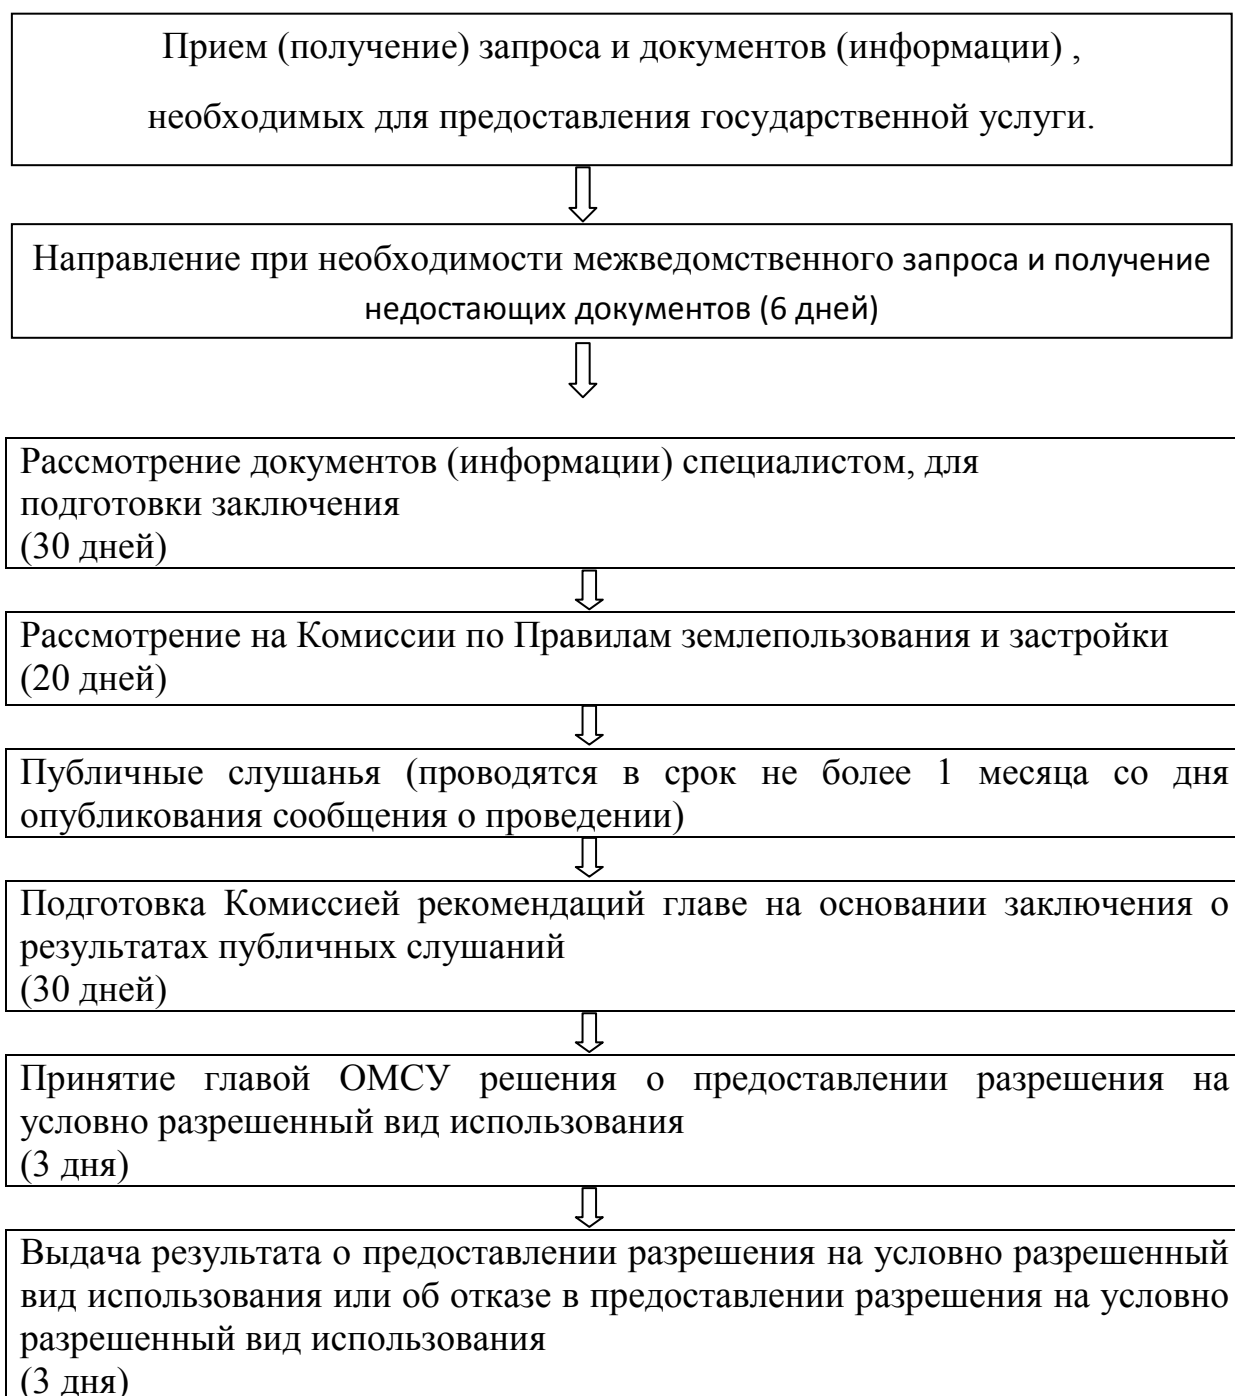 Прием (получение) запроса и документов (информации) ,
необходимых для предоставления государственной услуги.
Направление при необходимости межведомственного запроса и получение
недостающих документов (6 дней)
Рассмотрение документов (информации) специалистом, для
подготовки заключения
(30 дней)
Рассмотрение на Комиссии по Правилам землепользования и застройки
(20 дней)
Публичные слушанья (проводятся в срок не более 1 месяца со дня
опубликования сообщения о проведении)
Подготовка Комиссией рекомендаций главе на основании заключения о
результатах публичных слушаний
(30 дней)
Принятие главой ОМСУ решения о предоставлении разрешения на
условно разрешенный вид использования
(3 дня)
Выдача результата о предоставлении разрешения на условно разрешенный
вид использования или об отказе в предоставлении разрешения на условно
разрешенный вид использования
(3 дня)